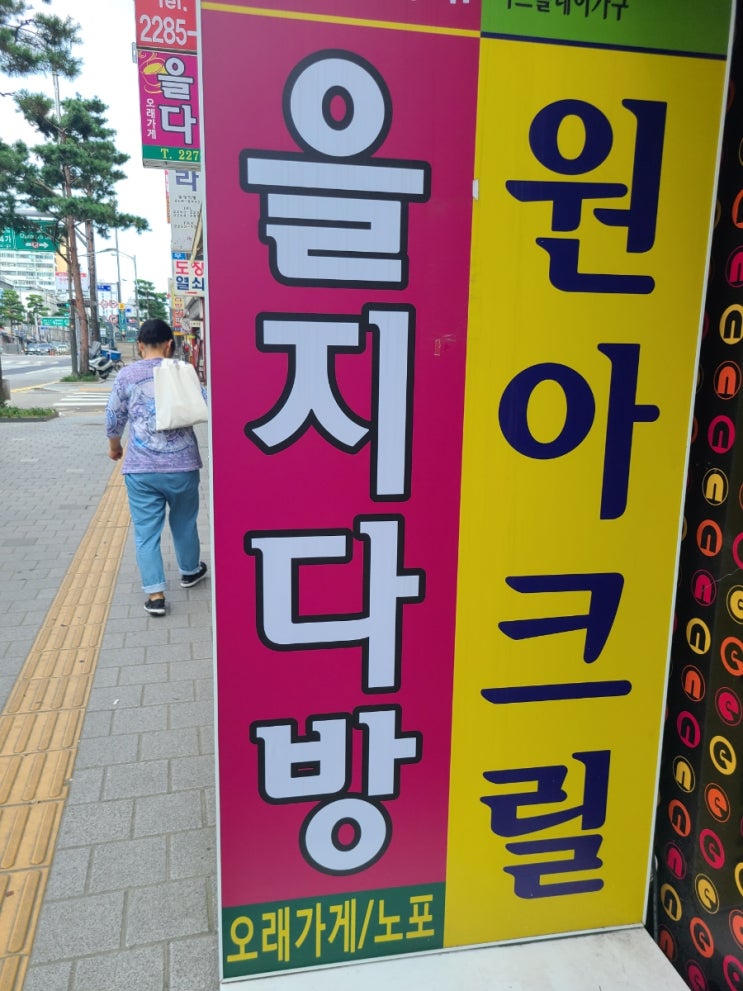 Tel.
2285-
을다
오래가게
T. 227
도장
열쇠
을지다방
오래가게/노포
원아크릴